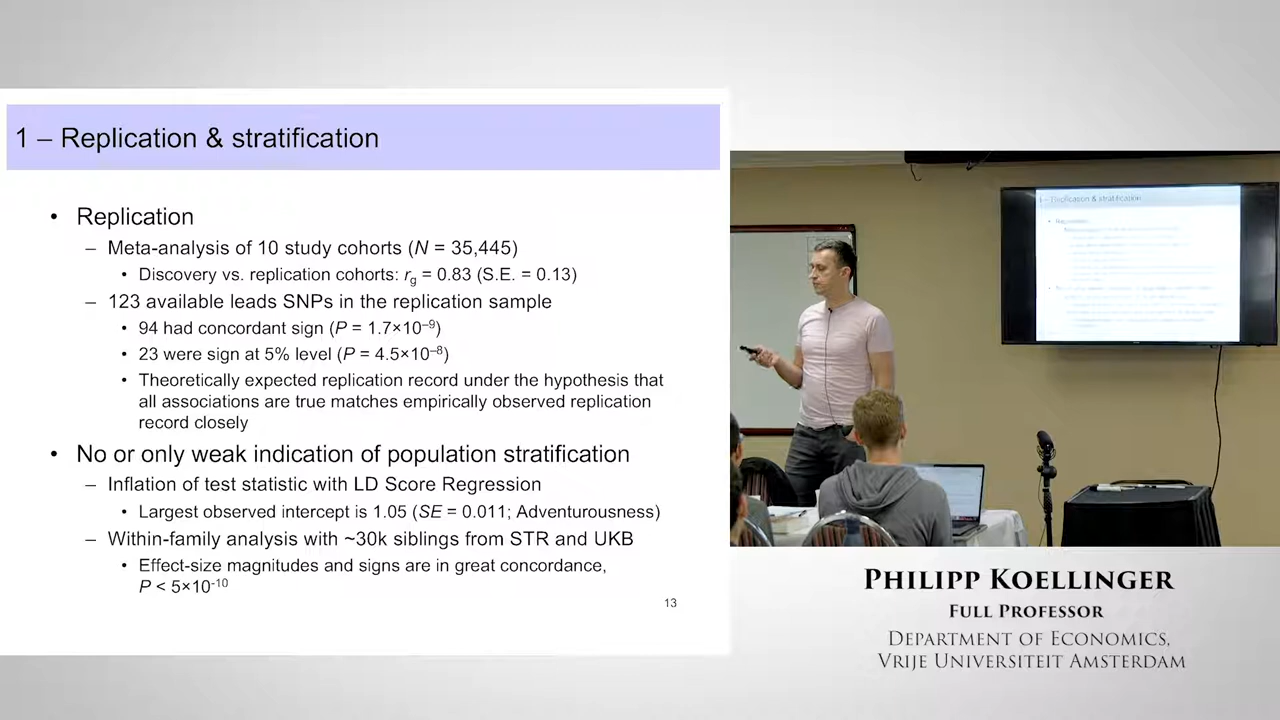 1 – Replication & stratification
• Replication
– Meta-analysis of 10 study cohorts (N = 35,445)
• Discovery vs. replication cohorts: rg = 0.83 (S.E. = 0.13)
– 123 available leads SNPs in the replication sample
• 94 had concordant sign (P = 1.7×10–9)
• 23 were sign at 5% level (P = 4.5×10–8)
• Theoretically expected replication record under the hypothesis that
all associations are true matches empirically observed replication
record closely
• No or only weak indication of population stratification
– Inflation of test statistic with LD Score Regression
• Largest observed intercept is 1.05 (SE = 0.011; Adventurousness)
– Within-family analysis with ~30k siblings from STR and UKB
• Effect-size magnitudes and signs are in great concordance,
P < 5×10-10
13
1 – Replication & stratification
PHILIPP KOELLINGER
FULL PROFESSOR
DEPARTMENT OF ECONOMICS,
VRIJE UNIVERSITEIT AMSTERDAM